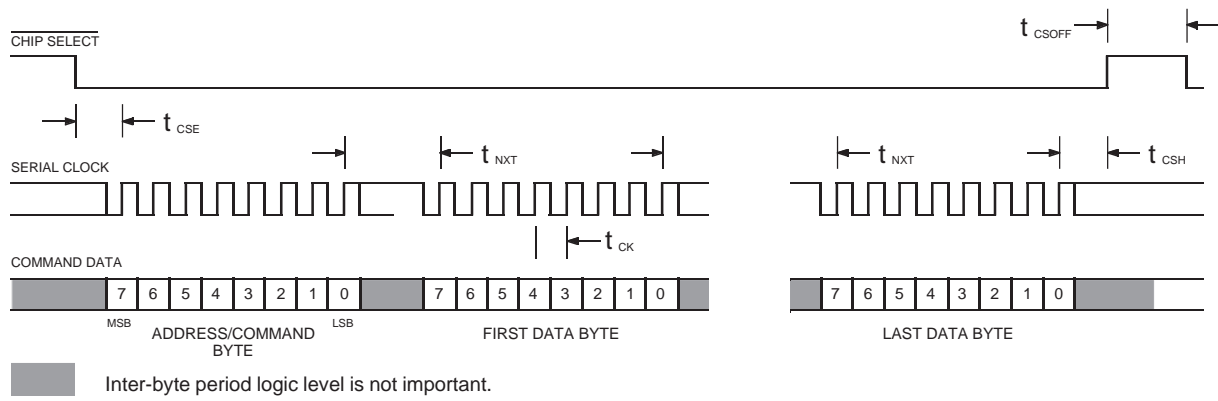 t CSOFF
CHIP SELECT
t CSE
t NXT
t NXT
t CSH
SERIAL CLOCK
t CK
COMMAND DATA
7 6 5 4 3 2 1 0 7 6 5 4 3 2 1 0 7 6 5 4 3 2 1 0
MSB LSB
ADDRESS/COMMAND
BYTE
FIRST DATA BYTE
LAST DATA BYTE
Inter-byte period logic level is not important.